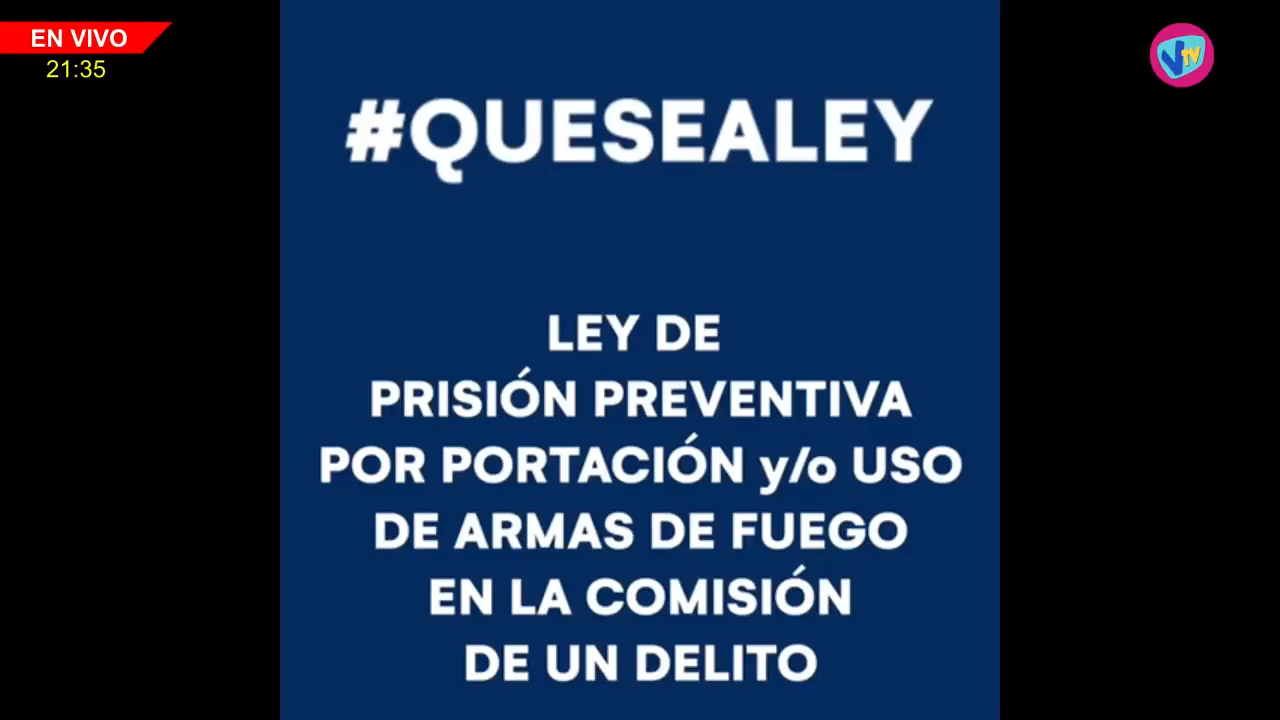 EN VIVO
21:35
VTV
#QUESEALEY
LEY DE
PRISIÓN PREVENTIVA
POR PORTACIÓN y/o USO
DE ARMAS DE FUEGO
EN LA COMISIÓN
DE UN DELITO